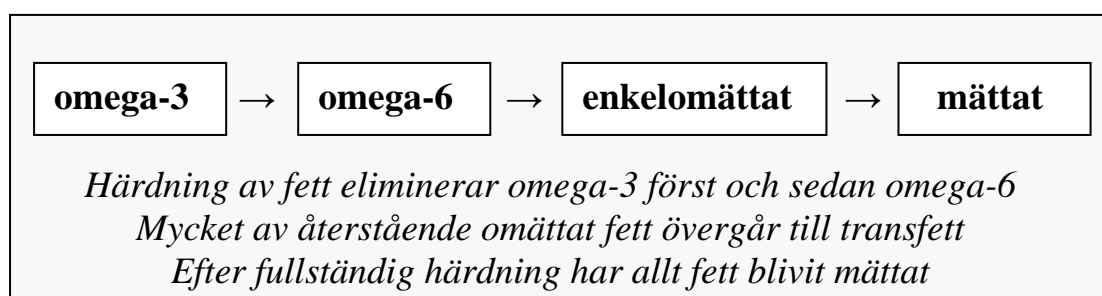 omega-3 → omega-6 → enkelomättat → mättat
Härdning av fett eliminerar omega-3 först och sedan omega-6
Mycket av återstående omättat fett övergår till transfett
Efter fullständig härdning har allt fett blivit mättat